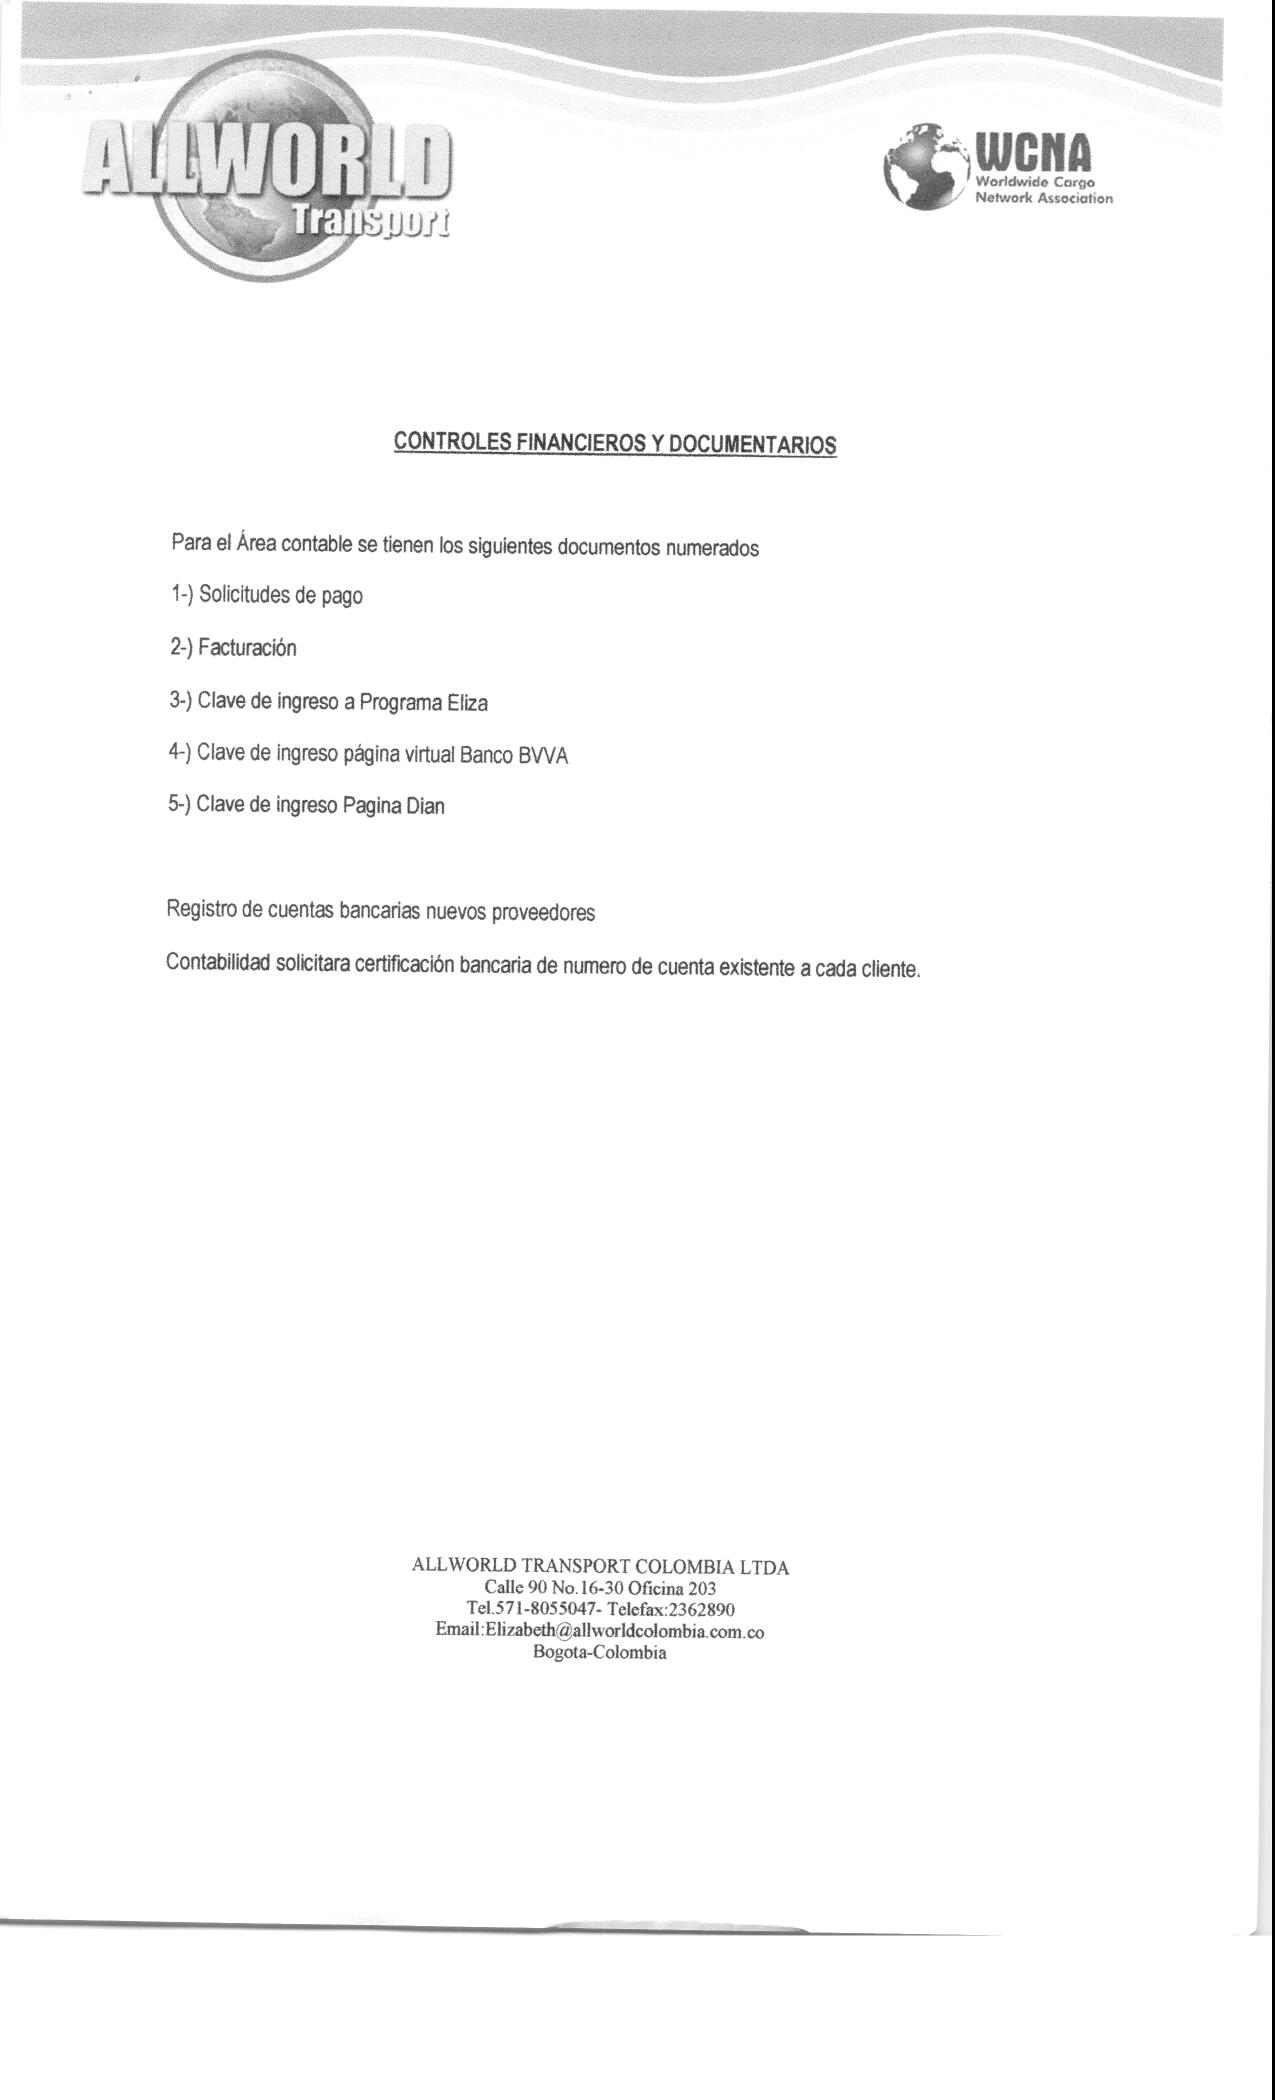 ALLWORLD
Transport
WCNA
Worldwide Cargo
Network Association
CONTROLES FINANCIEROS Y DOCUMENTARIOS
Para el Área contable se tienen los siguientes documentos numerados
1-) Solicitudes de pago
2-) Facturación
3-) Clave de ingreso a Programa Eliza
4-) Clave de ingreso página virtual Banco BVVA
5-) Clave de ingreso Pagina Dian
Registro de cuentas bancarias nuevos proveedores
Contabilidad solicitara certificación bancaria de numero de cuenta existente a cada cliente.
ALLWORLD TRANSPORT COLOMBIA LTDA
Calle 90 No.16-30 Oficina 203
Tel.571-8055047- Telefax:2362890
Email:Elizabeth@allworldcolombia.com.co
Bogota-Colombia